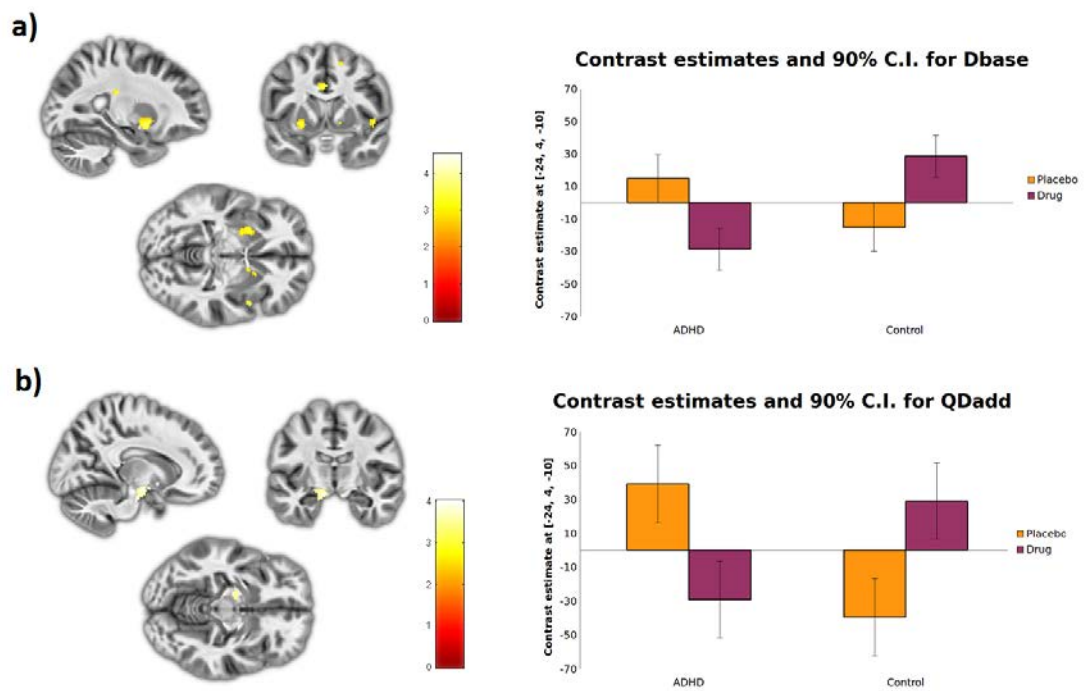 a)
4
3
2
1
0
Contrast estimates and 90% C.I. for Dbase
Contrast estimate at [-24, 4, -10]
70
50
30
10
-10
-30
-50
-70
ADHD
Control
Placebo
Drug
b)
4
3
2
1
0
Contrast estimates and 90% C.I. for QDadd
Contrast estimate at [-24, 4, -10]
70
50
30
10
-10
-30
-50
-70
ADHD
Control
Placebo
Drug